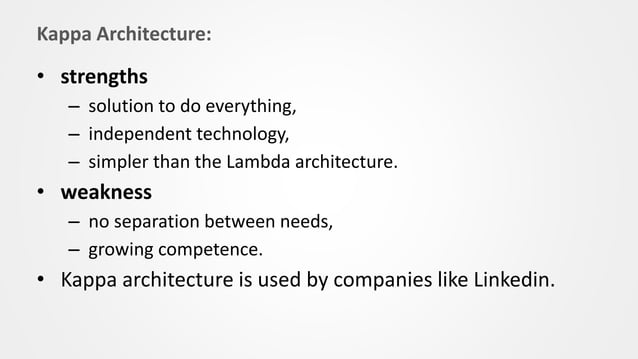 Kappa Architecture:
• strengths
– solution to do everything,
– independent technology,
– simpler than the Lambda architecture.
• weakness
– no separation between needs,
– growing competence.
• Kappa architecture is used by companies like Linkedin.